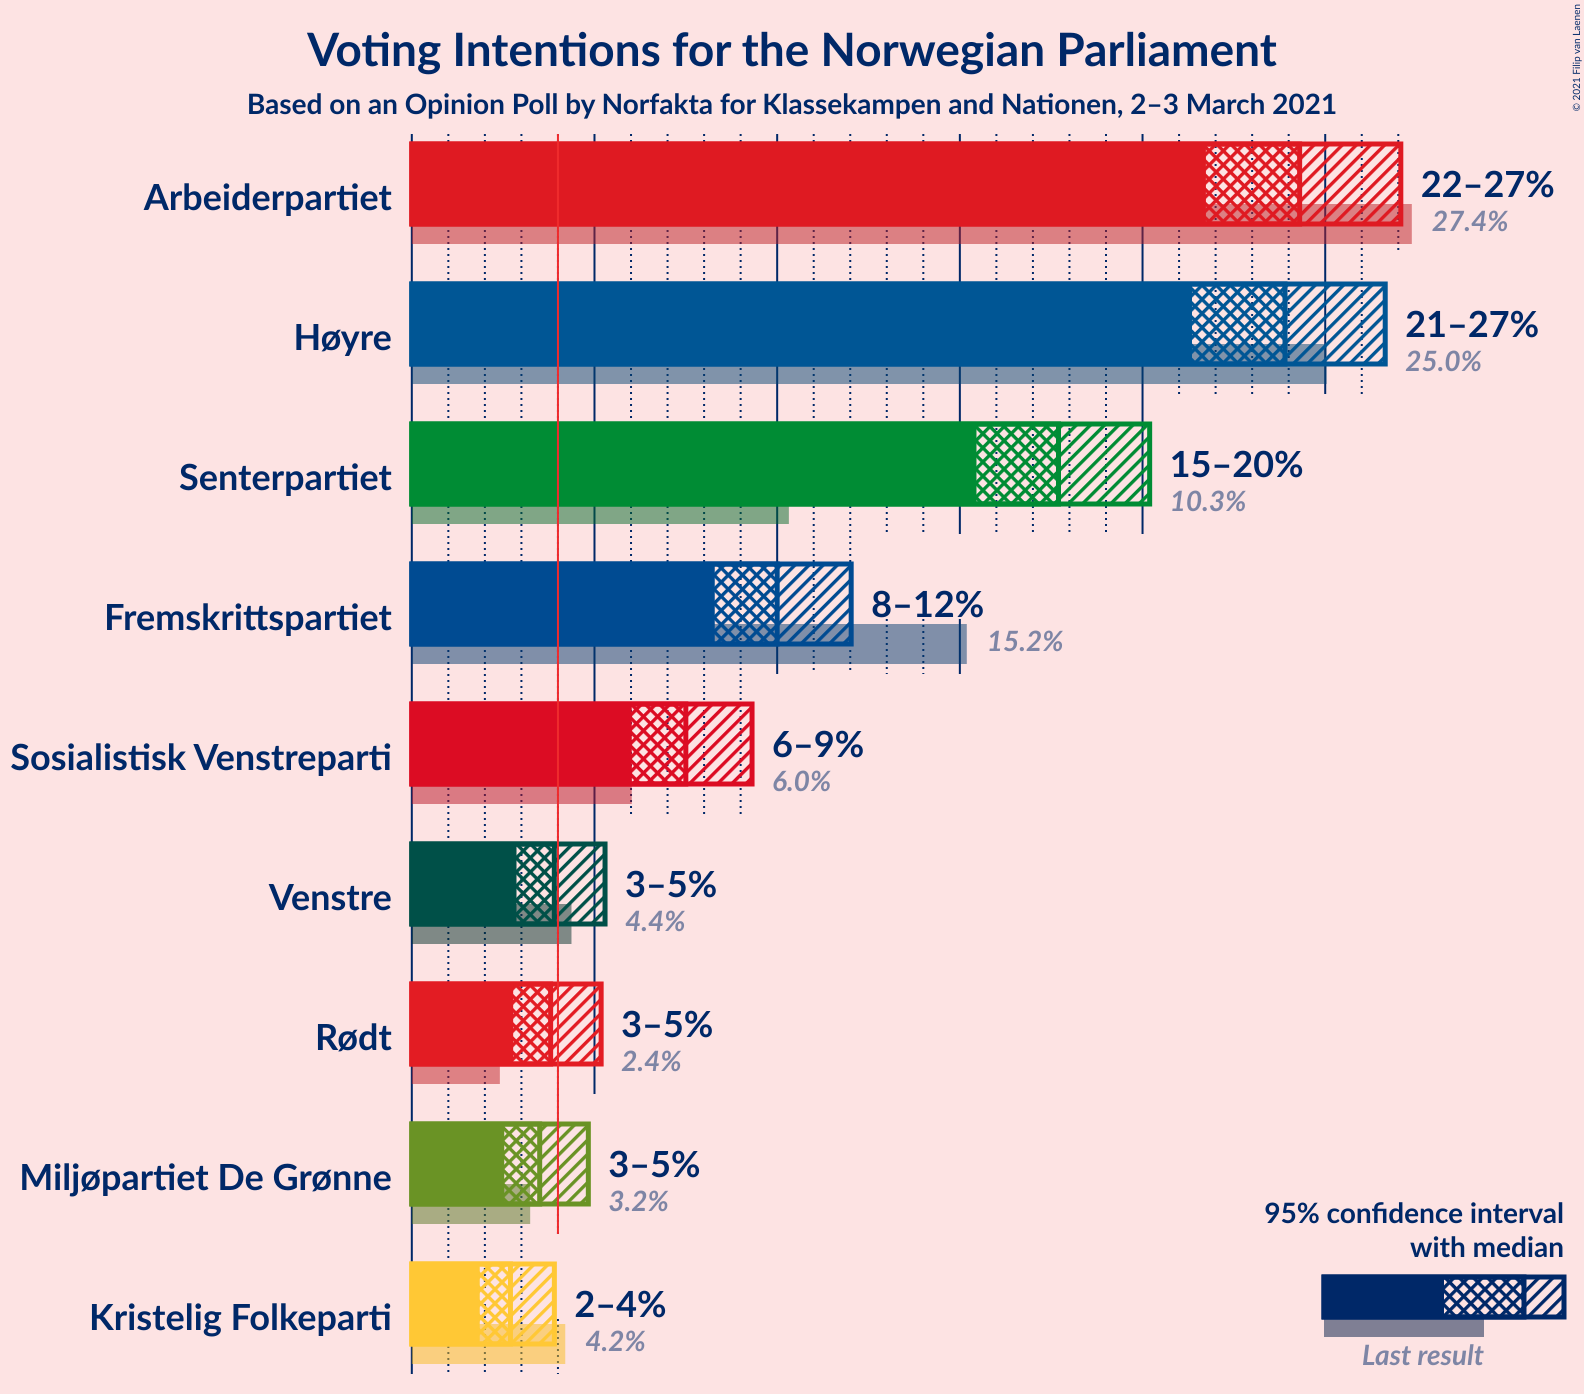 Voting Intentions for the Norwegian Parliament
Based on an Opinion Poll by Norfakta for Klassekampen and Nationen, 2–3 March 2021
© 2021 Filip van Laenen
Arbeiderpartiet
22–27%
27.4%
Høyre
21–27%
25.0%
Senterpartiet
15–20%
10.3%
Fremskrittspartiet
8–12%
15.2%
Sosialistisk Venstreparti
6–9%
6.0%
Venstre
3–5%
4.4%
Rødt
3–5%
2.4%
Miljøpartiet De Grønne
3–5%
3.2%
Kristelig Folkeparti
2–4%
4.2%
95% confidence interval
with median
Last result